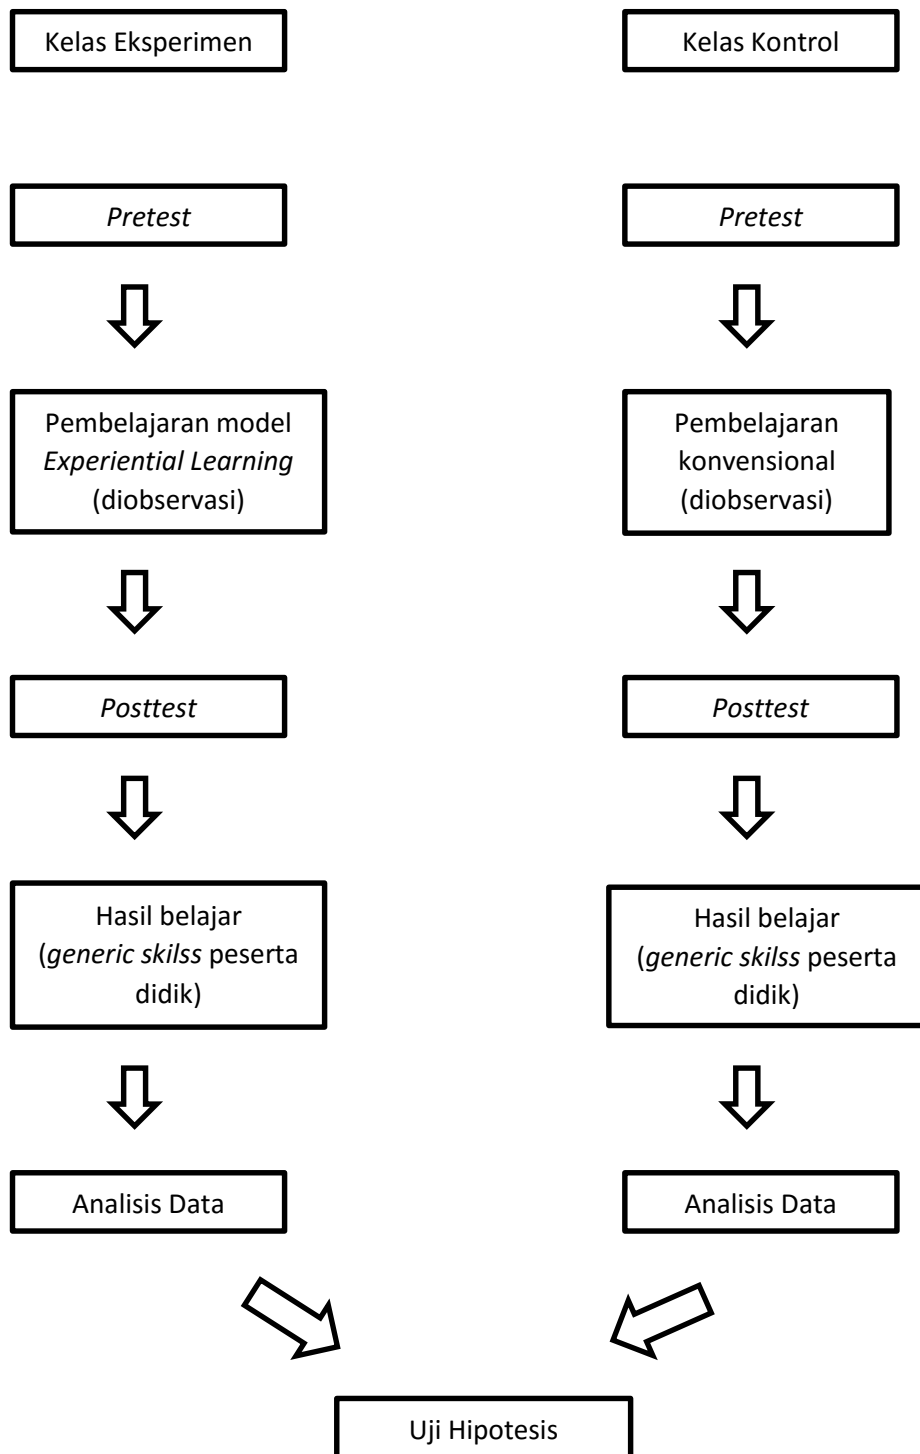 Kelas Eksperimen
Kelas Kontrol
Pretest
Pretest
Pembelajaran model
Experiential Learning
(diobservasi)
Pembelajaran
konvensional
(diobservasi)
Posttest
Posttest
Hasil belajar
(generic skilss peserta
didik)
Hasil belajar
(generic skilss peserta
didik)
Analisis Data
Analisis Data
Uji Hipotesis